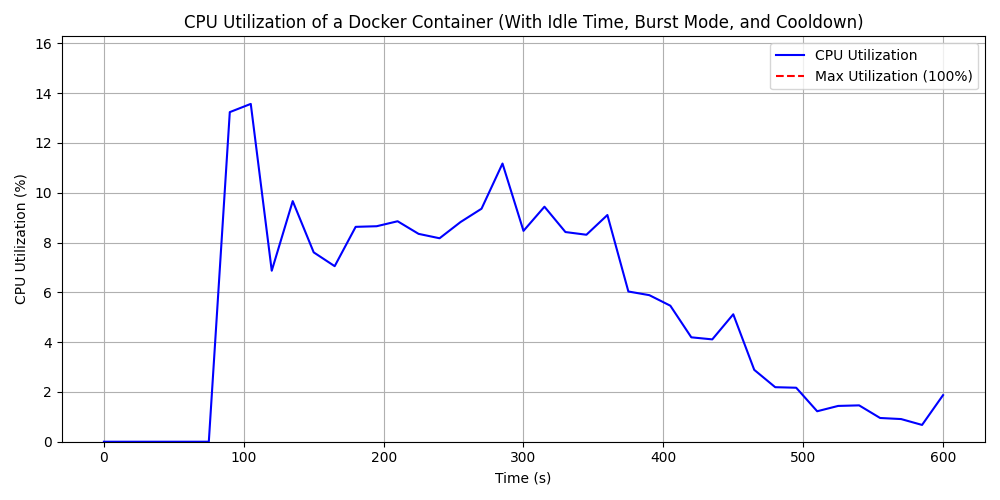 CPU Utilization of a Docker Container (With Idle Time, Burst Mode, and Cooldown)
CPU Utilization
Max Utilization (100%)
CPU Utilization (%)
16
14
12
10
8
6
4
2
0
0 100 200 300 400 500 600
Time (s)